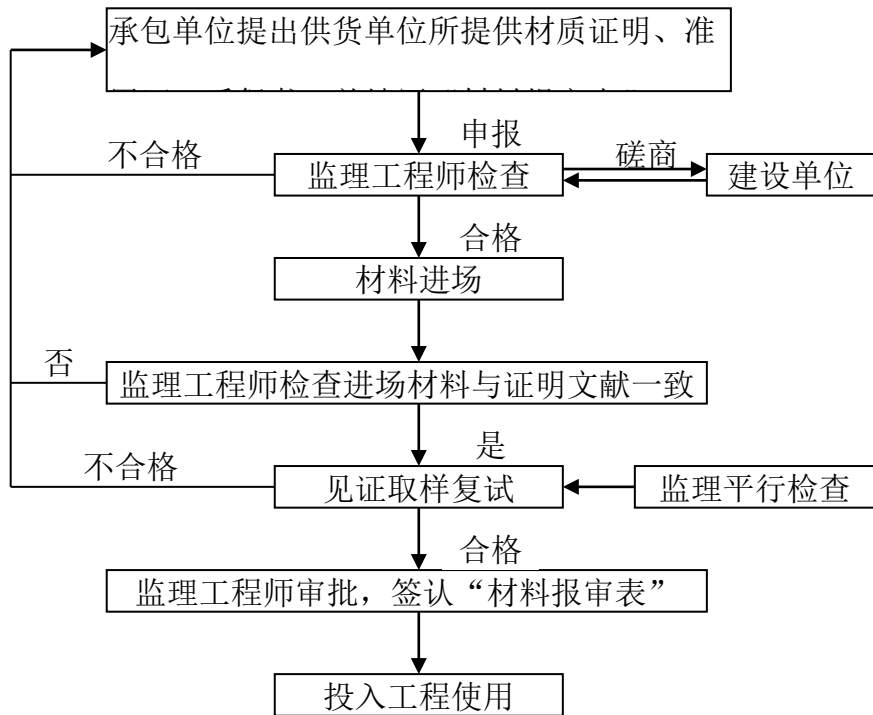 承包单位提出供货单位所提供材质证明、准
申报
不合格
监理工程师检查
磋商
建设单位
合格
材料进场
否
监理工程师检查进场材料与证明文献一致
是
不合格
见证取样复试
监理平行检查
合格
监理工程师审批，签认“材料报审表”
投入工程使用